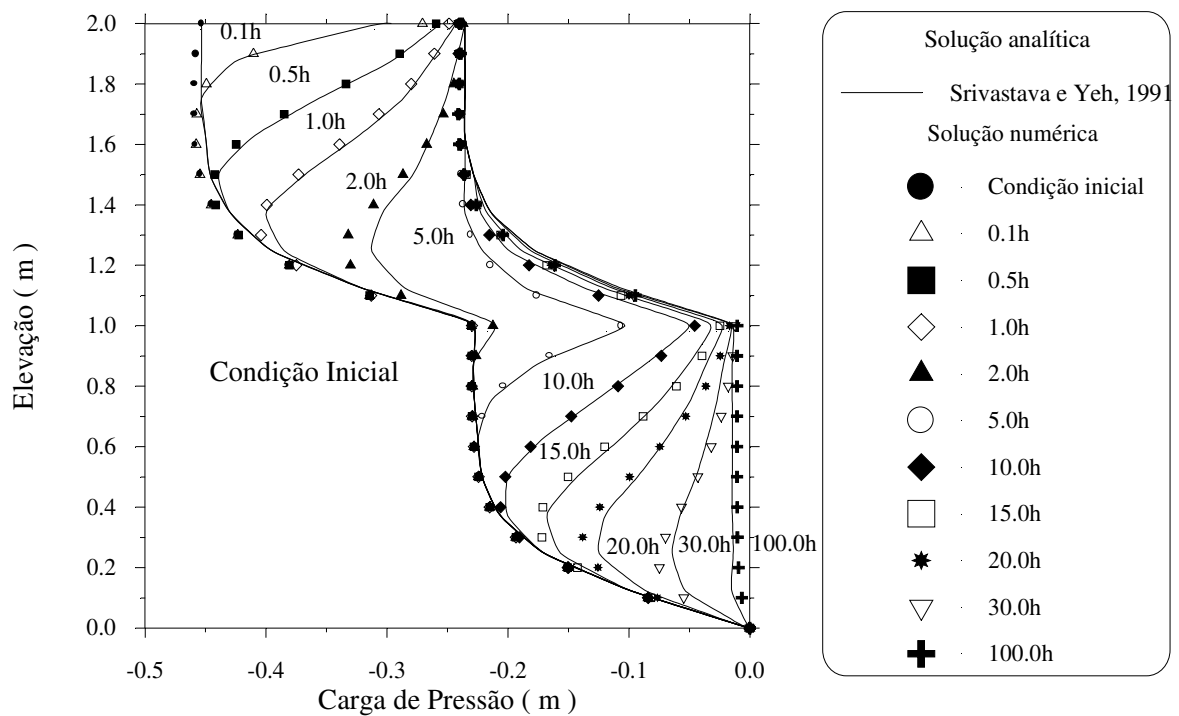 2.0
1.8
1.6
1.4
1.2
1.0
0.8
0.6
0.4
0.2
0.0
Elevação ( m )
-0.5
-0.4
-0.3
-0.2
-0.1
0.0
Carga de Pressão ( m )
0.1h
0.5h
1.0h
2.0h
5.0h
Condição Inicial
10.0h
15.0h
20.0h
30.0h
100.0h
Solução analítica
Srivastava e Yeh, 1991
Solução numérica
Condição inicial
0.1h
0.5h
1.0h
2.0h
5.0h
10.0h
15.0h
20.0h
30.0h
100.0h